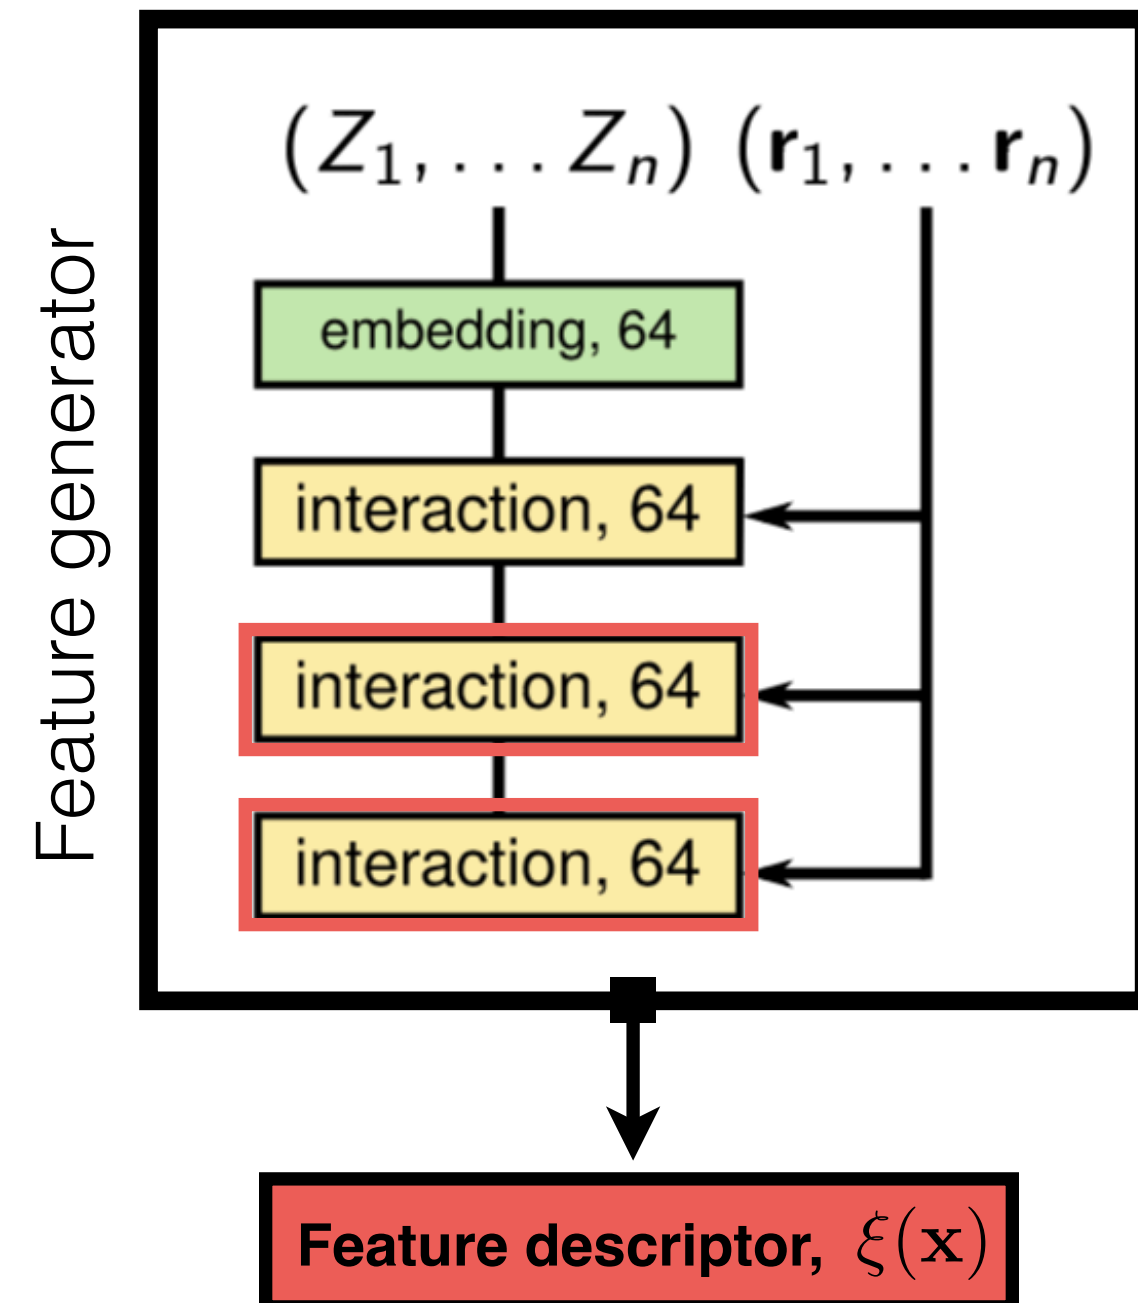 Feature generator
(Z₁, . . . Zₙ) (𝐫₁, . . . 𝐫ₙ)
embedding, 64
interaction, 64
interaction, 64
interaction, 64
Feature descriptor, ξ(𝐱)